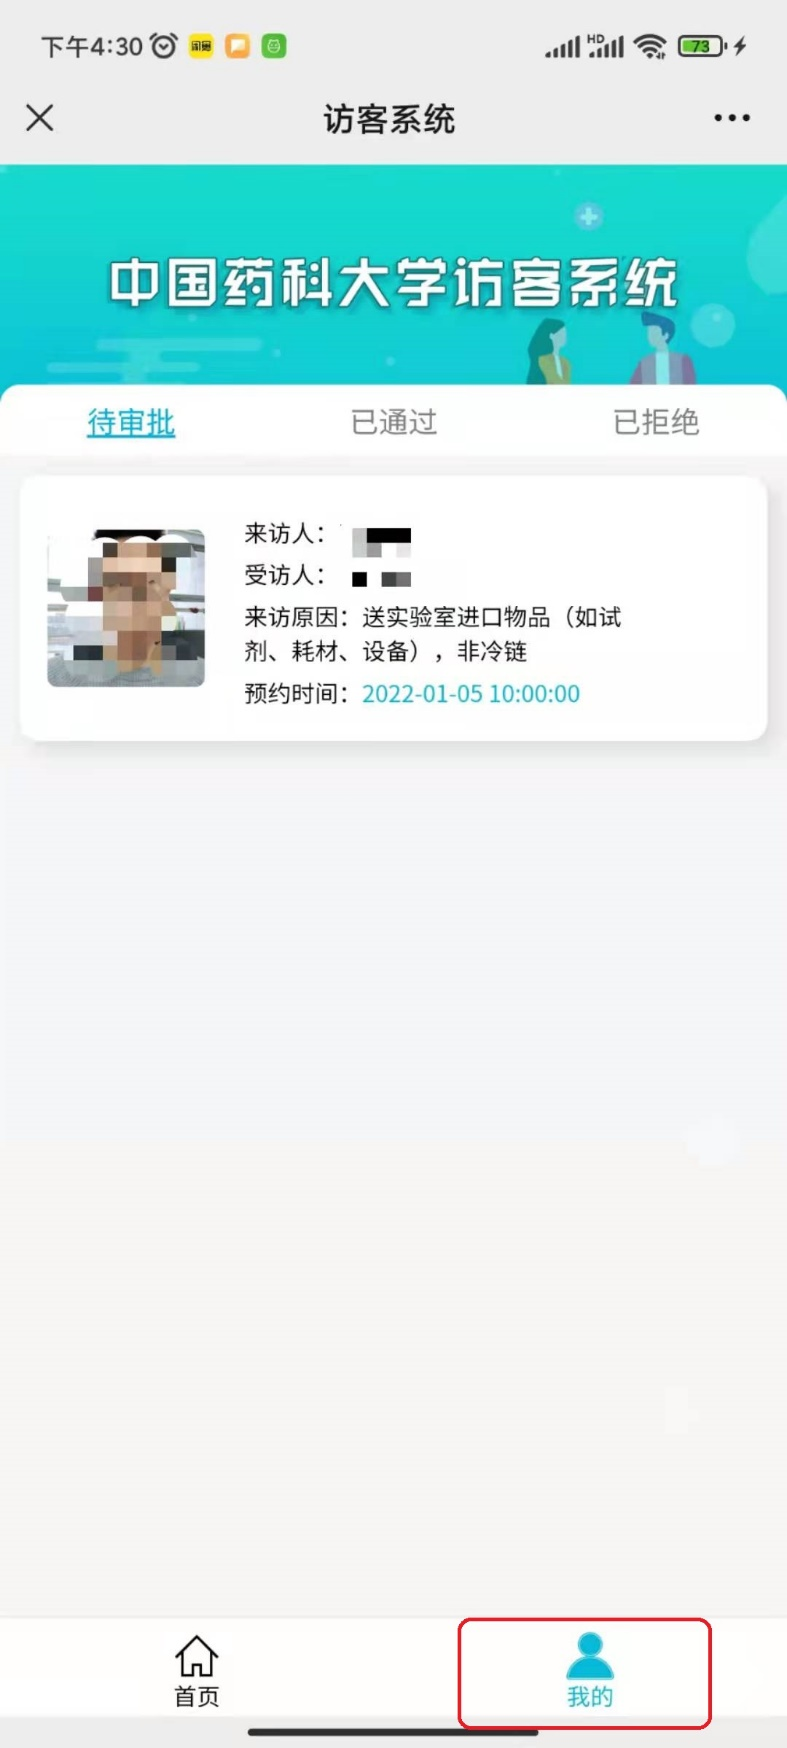 下午4:30
HD
73
访客系统
中国药科大学访客系统
待审批 已通过 已拒绝
来访人：
受访人：
来访原因：送实验室进口物品（如试
剂、耗材、设备），非冷链
预约时间：2022-01-05 10:00:00
首页 我的